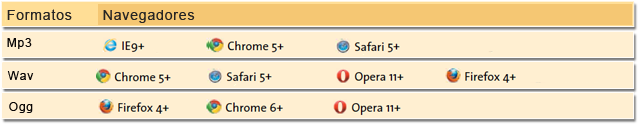 Formatos Navegadores
Mp3 IE9+ Chrome 5+ Safari 5+
Wav Chrome 5+ Safari 5+ Opera 11+ Firefox 4+
Ogg Firefox 4+ Chrome 6+ Opera 11+